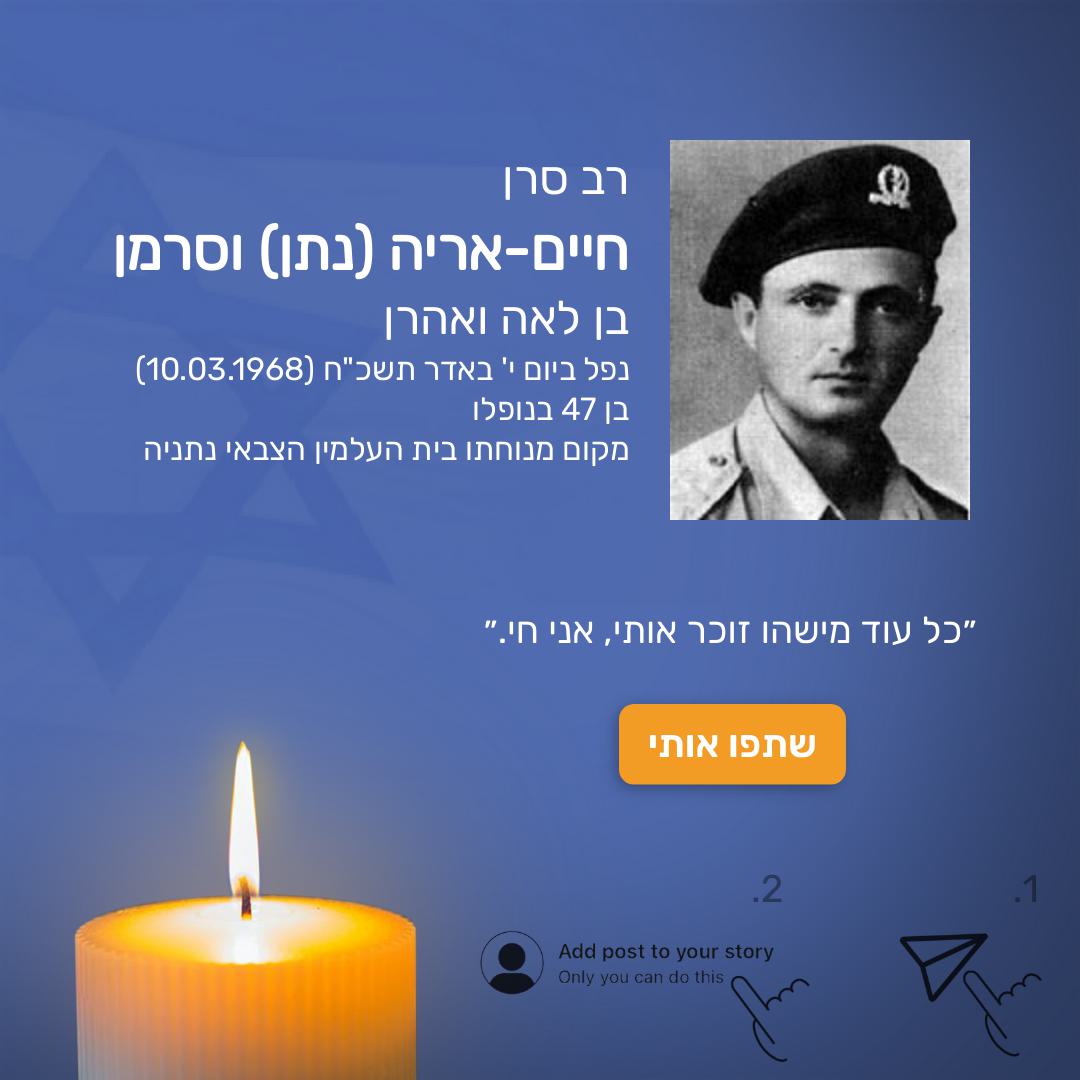 רב סרן
חיים-אריה (נתן) וסרמן
בן לאה ואהרן
נפל ביום י' באדר תשכ"ח (10.03.1968)
בן 47 בנופלו
מקום מנוחתו בית העלמין הצבאי נתניה
״כל עוד מישהו זוכר אותי, אני חי.״
שתפו אותי
1.
2.
Add post to your story
Only you can do this